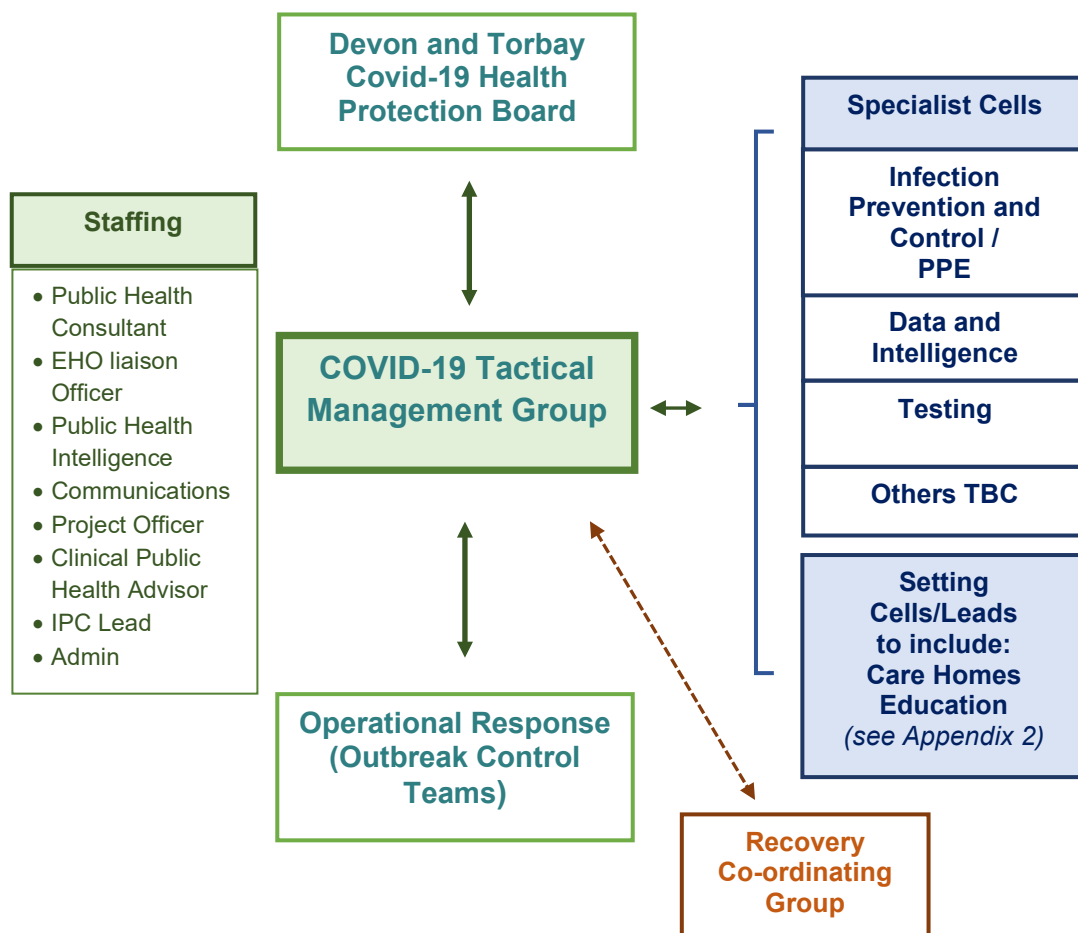 Devon and Torbay
Covid-19 Health
Protection Board
Staffing
• Public Health
Consultant
• EHO liaison
Officer
• Public Health
Intelligence
• Communications
• Project Officer
• Clinical Public
Health Advisor
• IPC Lead
• Admin
COVID-19 Tactical
Management Group
Operational Response
(Outbreak Control
Teams)
Specialist Cells
Infection
Prevention and
Control /
PPE
Data and
Intelligence
Testing
Others TBC
Setting
Cells/Leads
to include:
Care Homes
Education
(see Appendix 2)
Recovery
Co-ordinating
Group